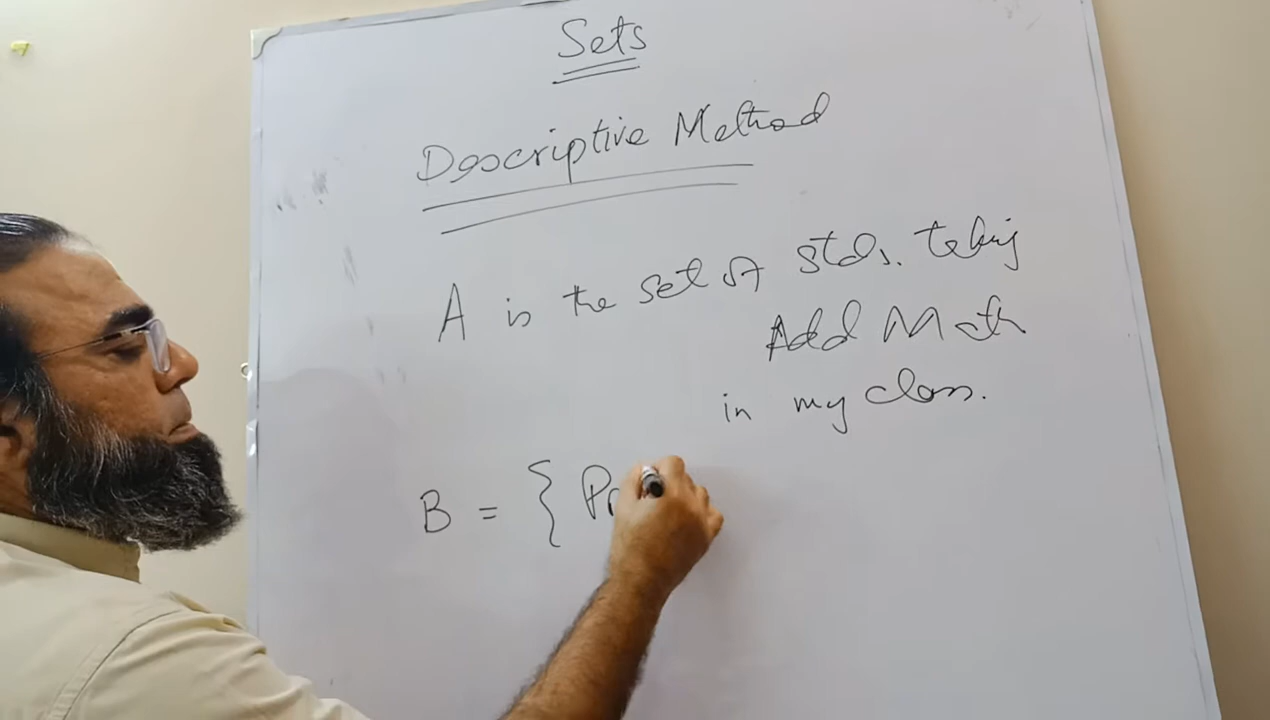 Sets
Descriptive Method
A is the set of stds. taking
Add Math
in my class.
B = { Pr